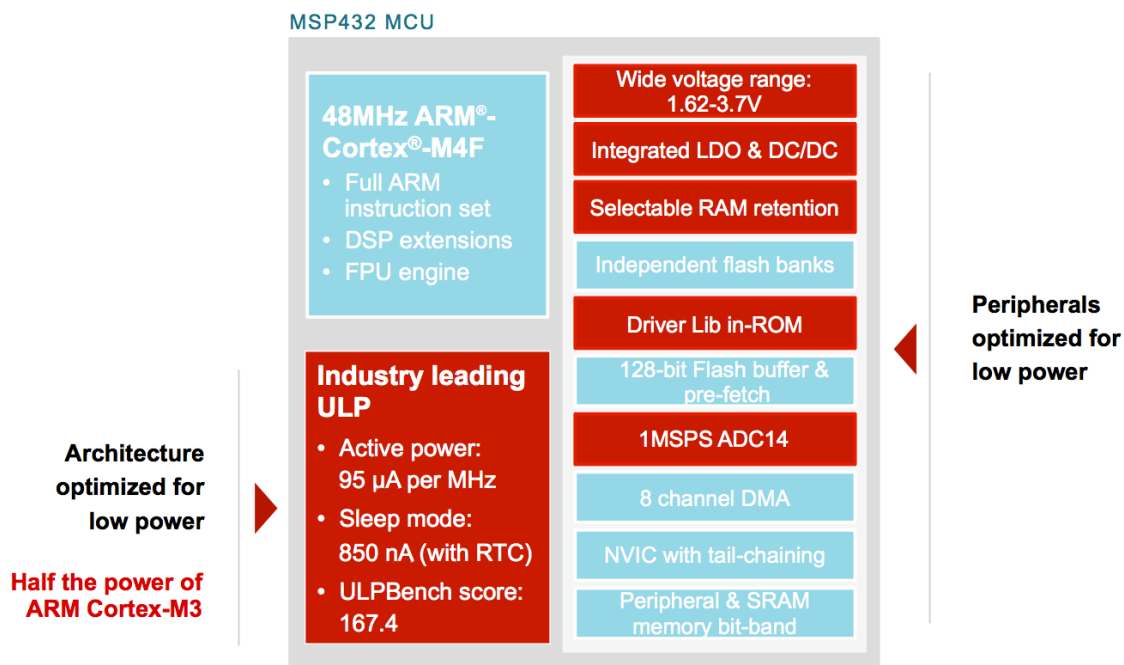 MSP432 MCU
48MHz ARM®-
Cortex®-M4F
• Full ARM
instruction set
• DSP extensions
• FPU engine
Industry leading
ULP
• Active power:
95 µA per MHz
• Sleep mode:
850 nA (with RTC)
• ULPBench score:
167.4
Wide voltage range:
1.62-3.7V
Integrated LDO & DC/DC
Selectable RAM retention
Independent flash banks
Driver Lib in-ROM
128-bit Flash buffer &
pre-fetch
1MSPS ADC14
8 channel DMA
NVIC with tail-chaining
Peripheral & SRAM
memory bit-band
Architecture
optimized for
low power
Half the power of
ARM Cortex-M3
Peripherals
optimized for
low power